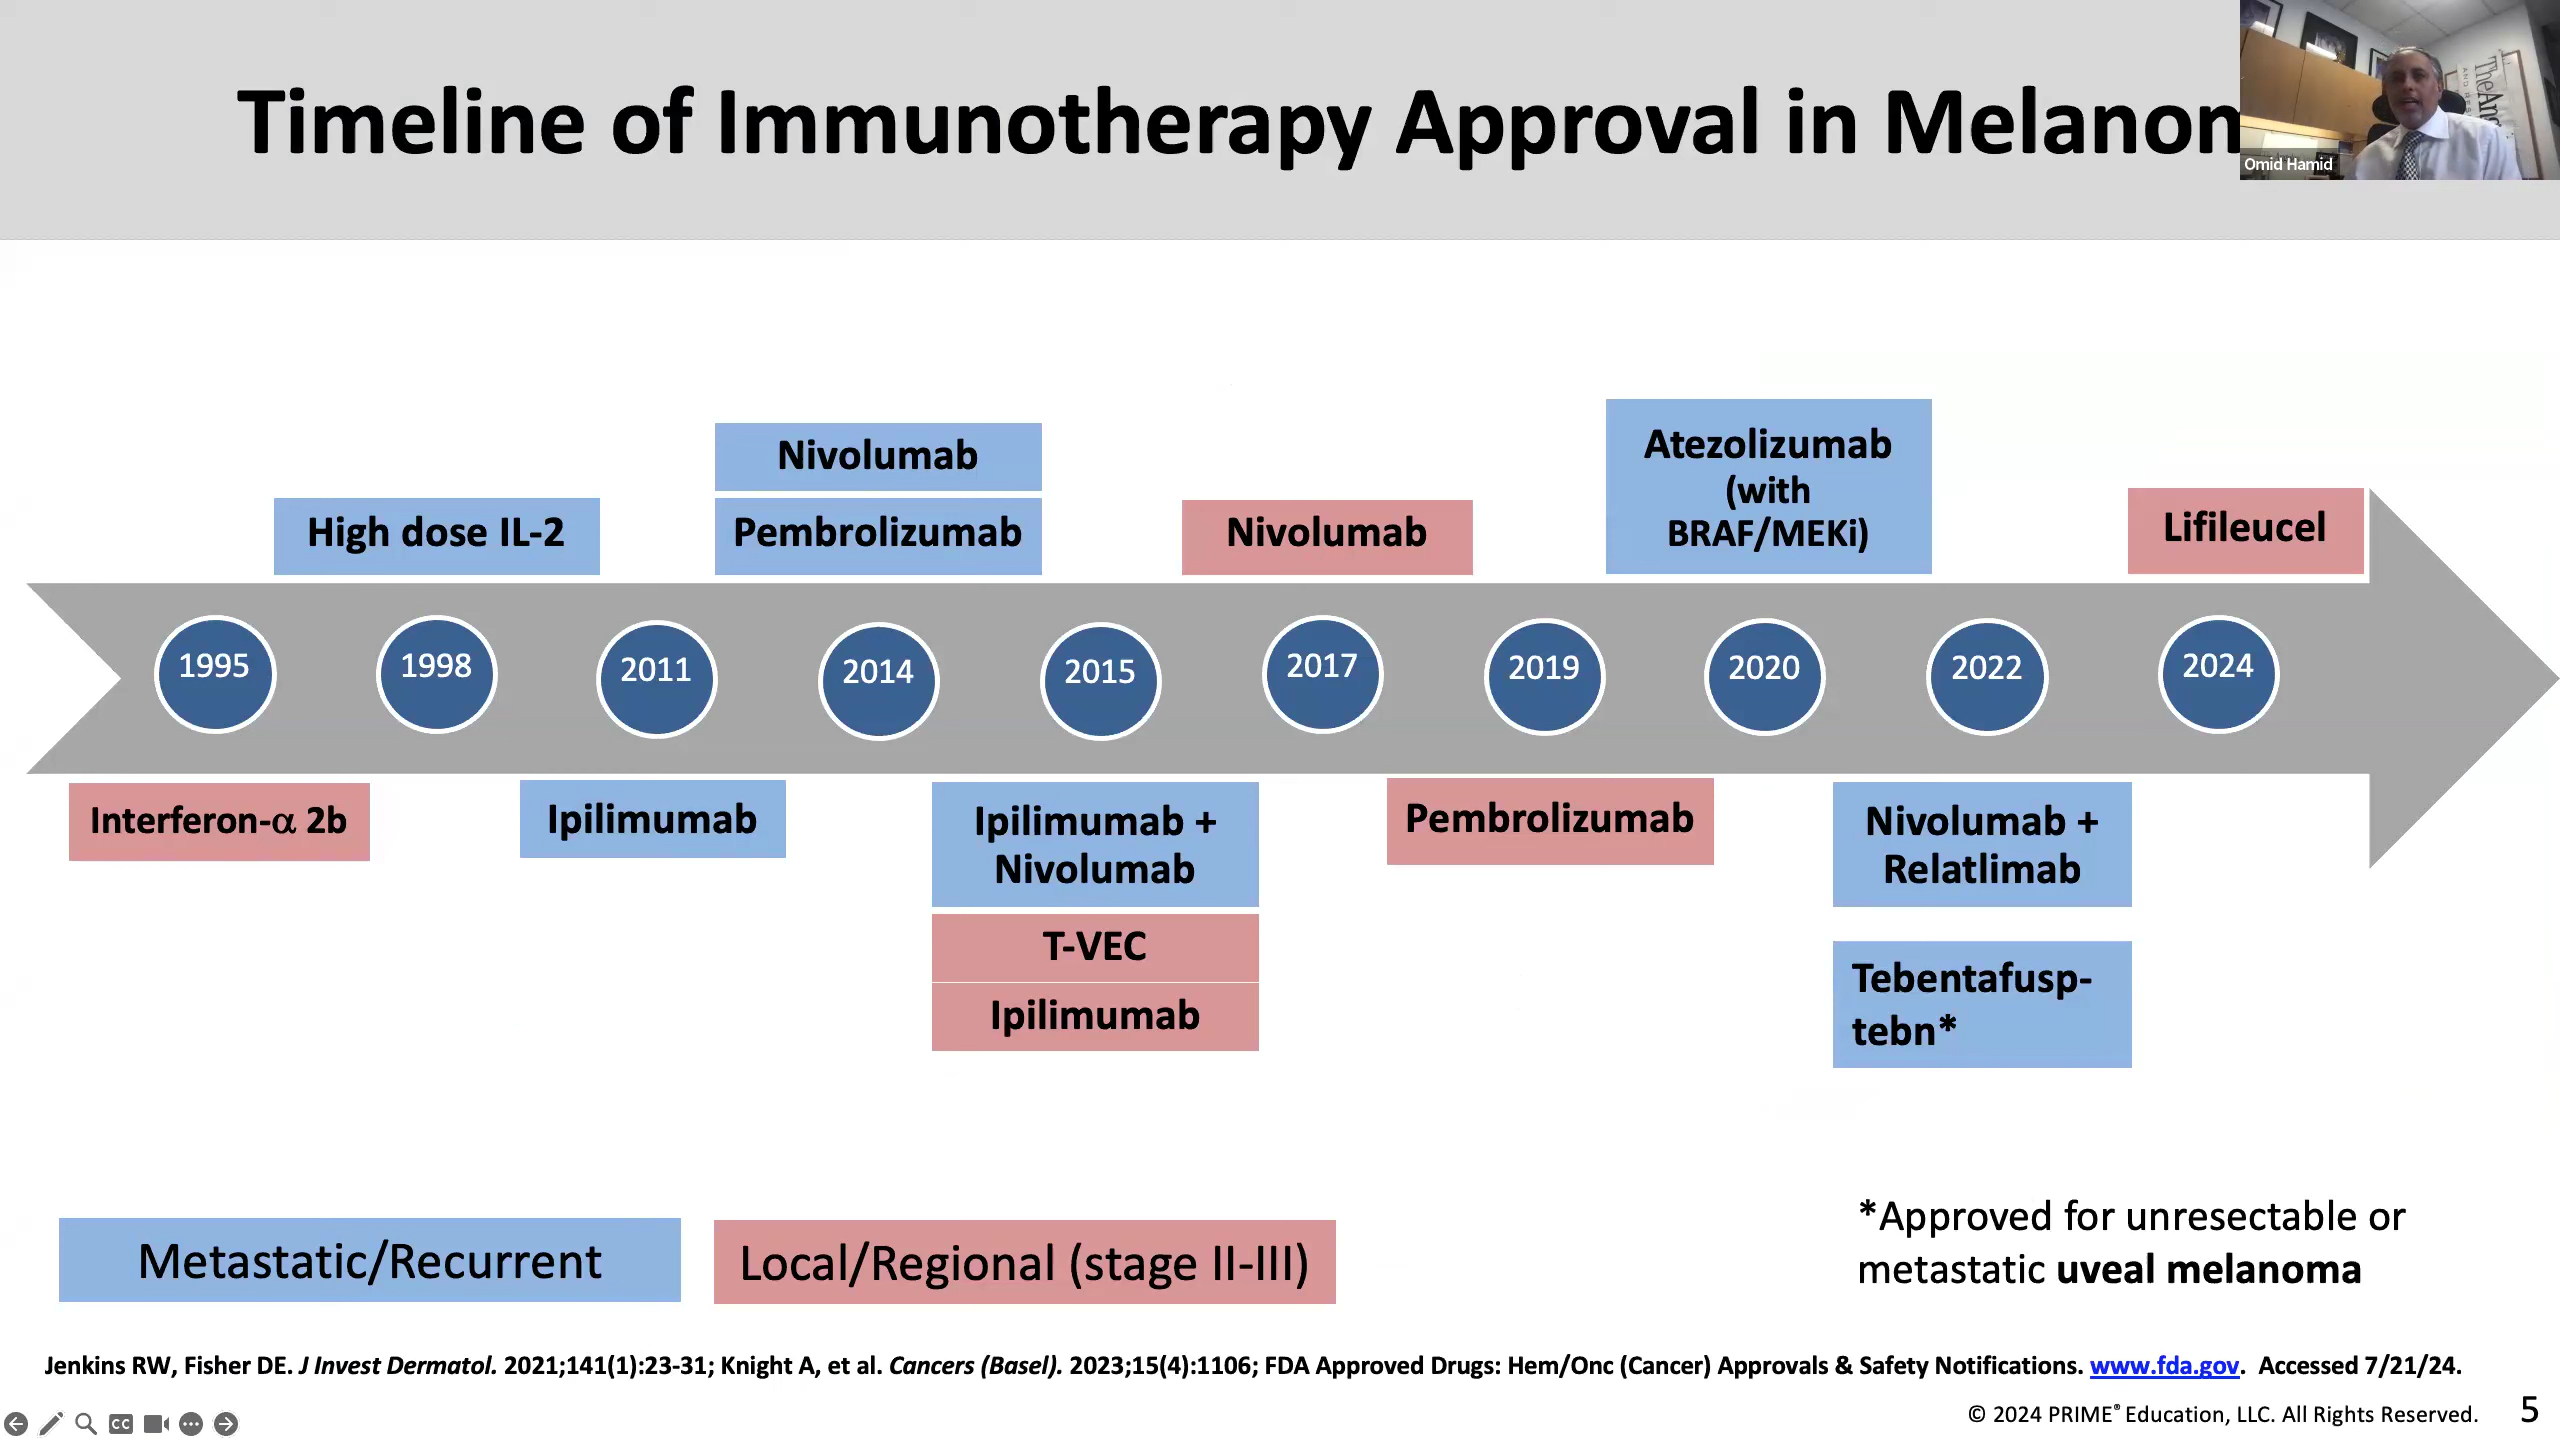 Timeline of Immunotherapy Approval in Melanom
Omid Hamid
Nivolumab
High dose IL-2
Pembrolizumab
Nivolumab
Atezolizumab
(with
BRAF/MEKi)
Lifileucel
1995
1998
2011
2014
2015
2017
2019
2020
2022
2024
Interferon-α 2b
Ipilimumab
Ipilimumab +
Nivolumab
T-VEC
Ipilimumab
Pembrolizumab
Nivolumab +
Relatlimab
Tebentafusp-
tebn*
Metastatic/Recurrent
Local/Regional (stage II-III)
*Approved for unresectable or
metastatic uveal melanoma
Jenkins RW, Fisher DE. J Invest Dermatol. 2021;141(1):23-31; Knight A, et al. Cancers (Basel). 2023;15(4):1106; FDA Approved Drugs: Hem/Onc (Cancer) Approvals & Safety Notifications. www.fda.gov. Accessed 7/21/24.
CC
© 2024 PRIME® Education, LLC. All Rights Reserved.
5